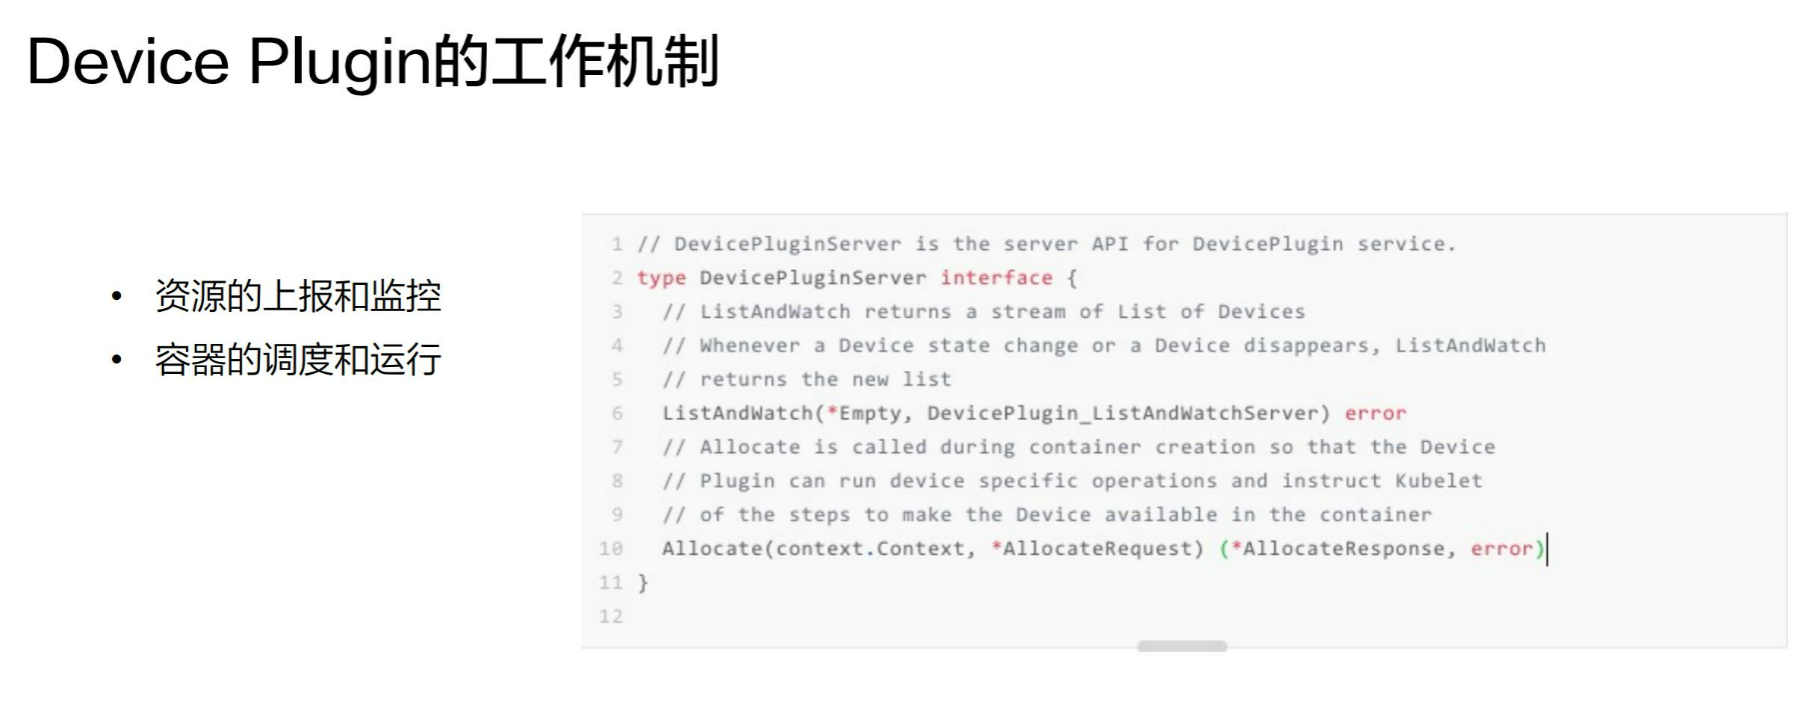 Device Plugin的工作机制
• 资源的上报和监控
• 容器的调度和运行
1 // DevicePluginServer is the server API for DevicePlugin service.
2 type DevicePluginServer interface {
3   // ListAndWatch returns a stream of List of Devices
4   // Whenever a Device state change or a Device disappears, ListAndWatch
5   // returns the new list
6   ListAndWatch(*Empty, DevicePlugin_ListAndWatchServer) error
7   // Allocate is called during container creation so that the Device
8   // Plugin can run device specific operations and instruct Kubelet
9   // of the steps to make the Device available in the container
10   Allocate(context.Context, *AllocateRequest) (*AllocateResponse, error)
11 }
12